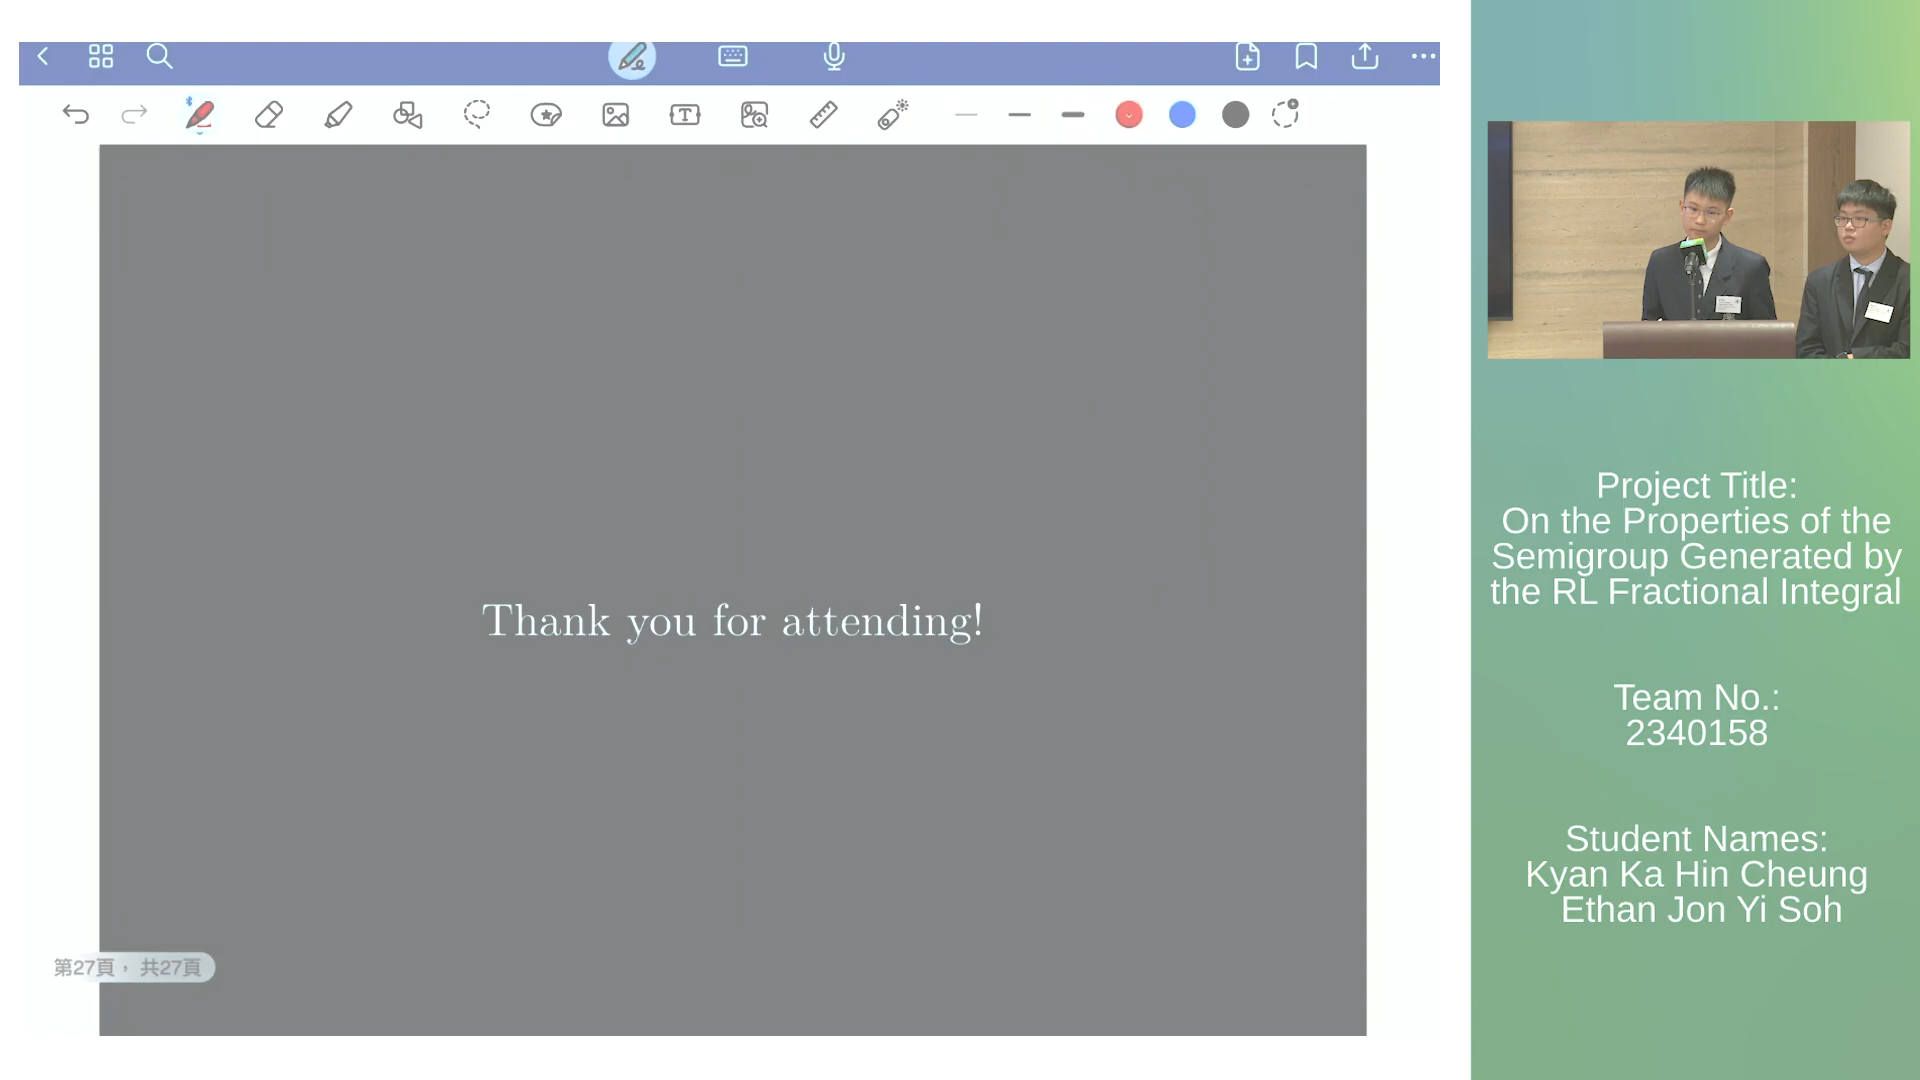 Thank you for attending!
第27頁，共27頁
Project Title:
On the Properties of the
Semigroup Generated by
the RL Fractional Integral
Team No.:
2340158
Student Names:
Kyan Ka Hin Cheung
Ethan Jon Yi Soh